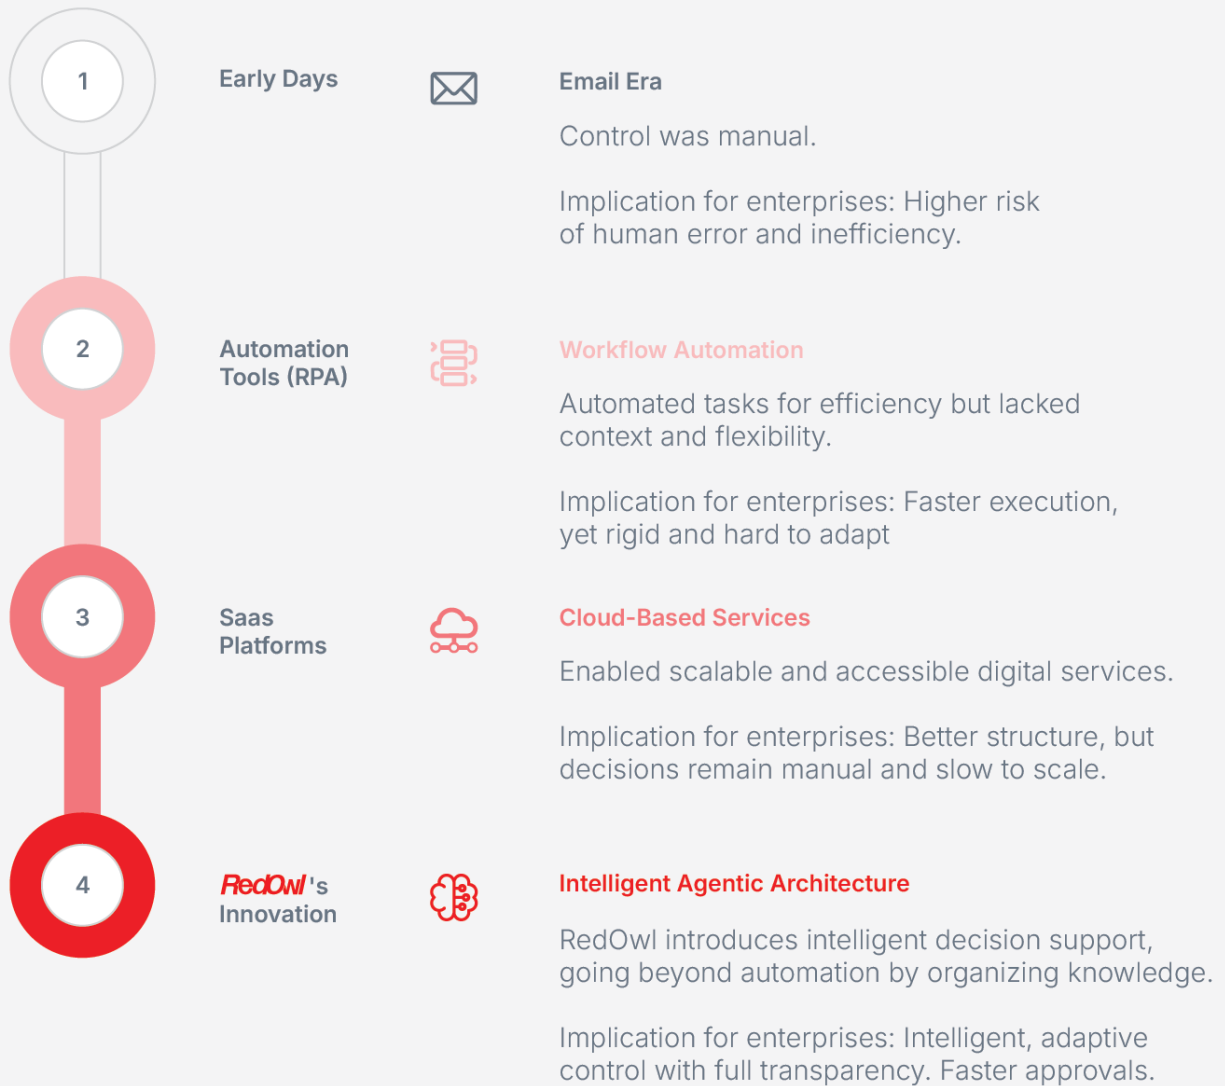 1
Early Days
Email Era
Control was manual.
Implication for enterprises: Higher risk
of human error and inefficiency.
2
Automation
Tools (RPA)
Workflow Automation
Automated tasks for efficiency but lacked
context and flexibility.
Implication for enterprises: Faster execution,
yet rigid and hard to adapt
3
Saas
Platforms
Cloud-Based Services
Enabled scalable and accessible digital services.
Implication for enterprises: Better structure, but
decisions remain manual and slow to scale.
4
RedOwl's
Innovation
Intelligent Agentic Architecture
RedOwl introduces intelligent decision support,
going beyond automation by organizing knowledge.
Implication for enterprises: Intelligent, adaptive
control with full transparency. Faster approvals.